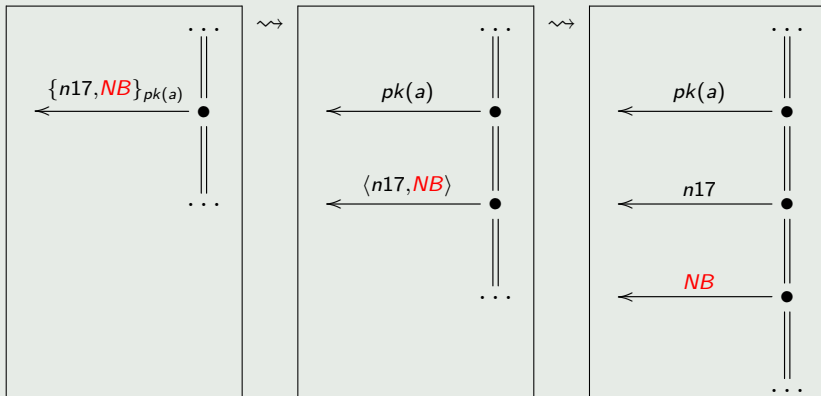 . . . ⇝ . . . ⇝ . . .
{n17,NB}pk(a) pk(a) pk(a)
⟨n17,NB⟩ n17
. . . . . . NB
. . .